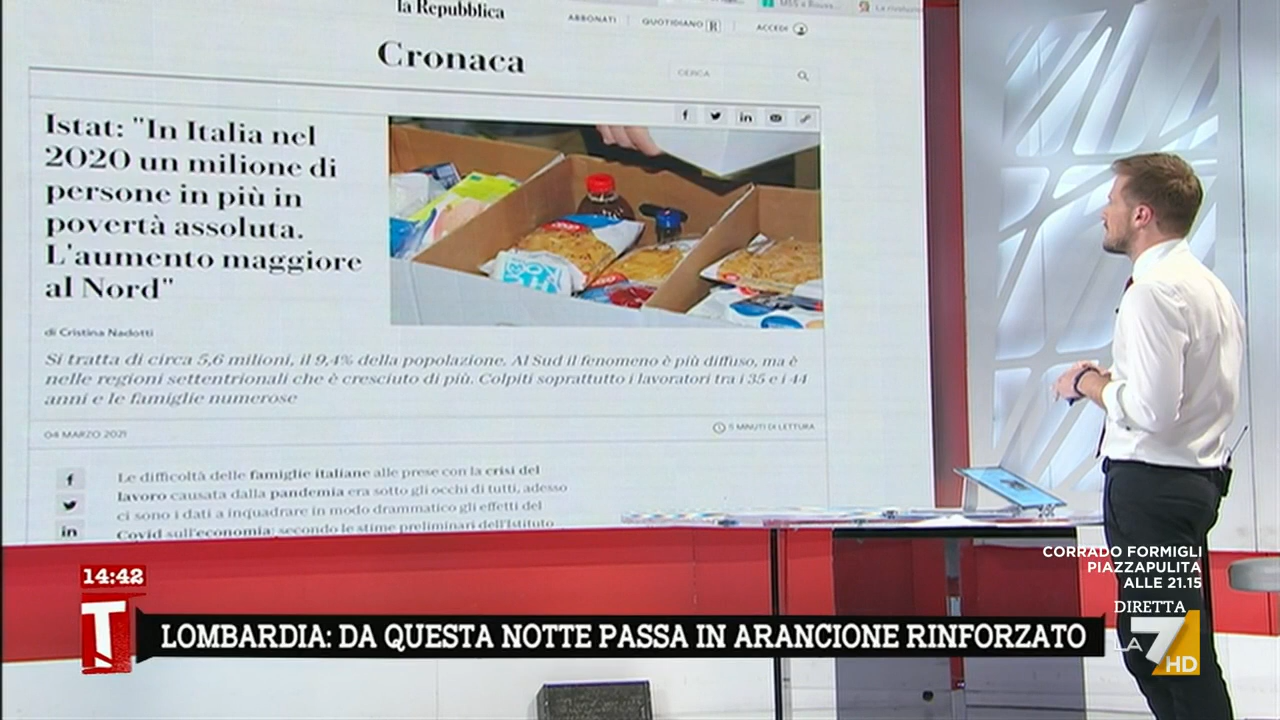 la Repubblica
ABBONATI
QUOTIDIANO R
ACCEDI
Cronaca
CERCA
Istat: "In Italia nel
2020 un milione di
persone in più in
povertà assoluta.
L'aumento maggiore
al Nord"
di Cristina Nadotti
Si tratta di circa 5,6 milioni, il 9,4% della popolazione. Al Sud il fenomeno è più diffuso, ma è
nelle regioni settentrionali che è cresciuto di più. Colpiti soprattutto i lavoratori tra i 35 e i 44
anni e le famiglie numerose
04 MARZO 2021
5 MINUTI DI LETTURA
Le difficoltà delle famiglie italiane alle prese con la crisi del
lavoro causata dalla pandemia era sotto gli occhi di tutti, adesso
ci sono i dati a inquadrare in modo drammatico gli effetti del
Covid sull'economia: secondo le stime preliminari dell'Istituto
CORRADO FORMIGLI
PIAZZAPULITA
ALLE 21.15
14:42
T
LOMBARDIA: DA QUESTA NOTTE PASSA IN ARANCIONE RINFORZATO
DIRETTA
LA 7 HD